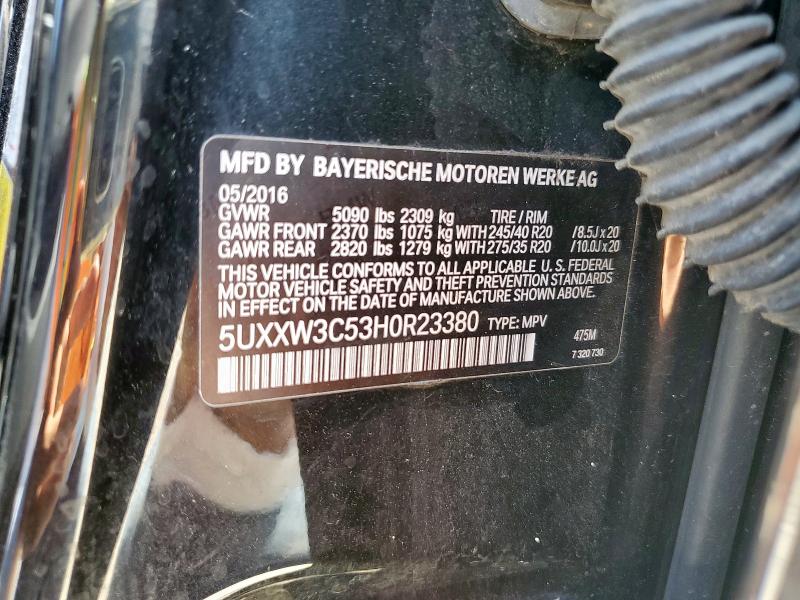 MFD BY BAYERISCHE MOTOREN WERKE AG
05/2016
GVWR 5090 lbs 2309 kg TIRE / RIM
GAWR FRONT 2370 lbs 1075 kg WITH 245/40 R20 /8.5J x 20
GAWR REAR 2820 lbs 1279 kg WITH 275/35 R20 /10.0J x 20
THIS VEHICLE CONFORMS TO ALL APPLICABLE U.S. FEDERAL
MOTOR VEHICLE SAFETY AND THEFT PREVENTION STANDARDS
IN EFFECT ON THE DATE OF MANUFACTURE SHOWN ABOVE.
5UXXW3C53H0R23380 TYPE: MPV
475M
7 320 730